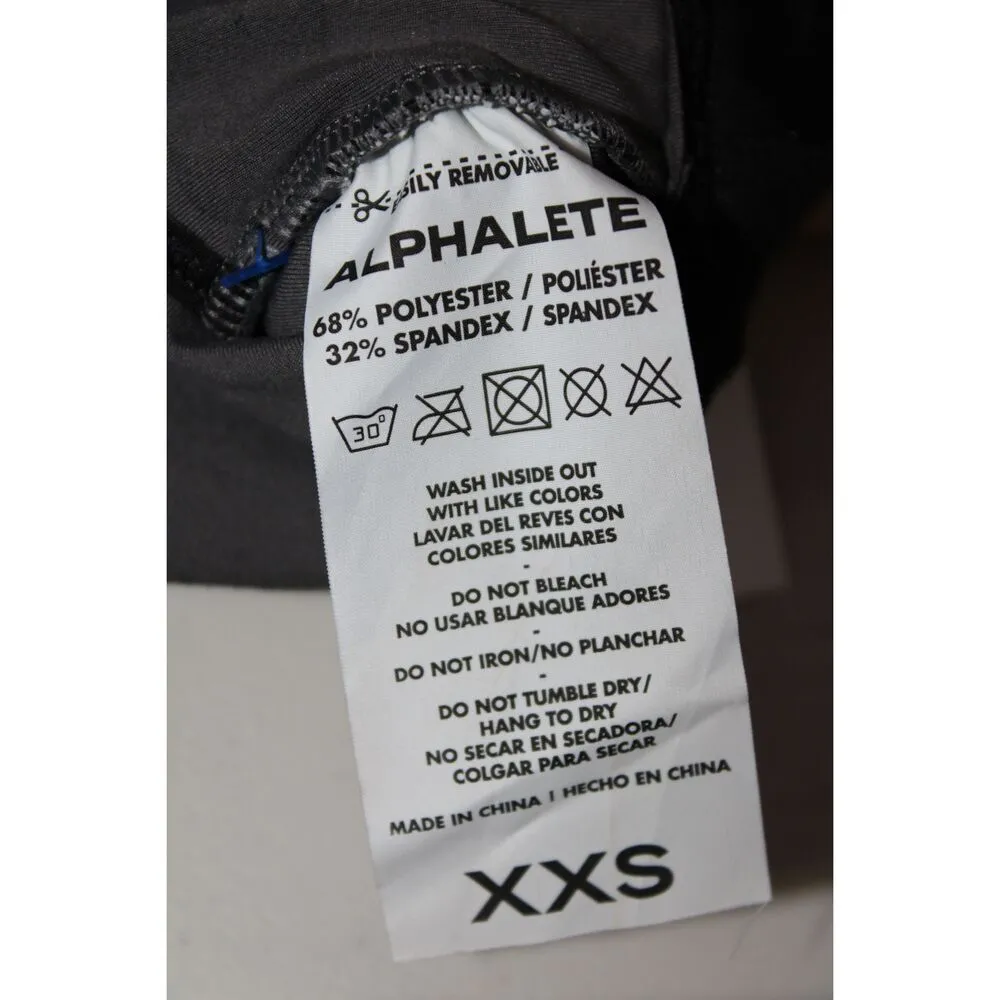 EASILY REMOVABLE
ALPHALETE
68% POLYESTER / POLIÉSTER
32% SPANDEX / SPANDEX
30°
WASH INSIDE OUT
WITH LIKE COLORS
LAVAR DEL REVES CON
COLORES SIMILARES
-
DO NOT BLEACH
NO USAR BLANQUE ADORES
-
DO NOT IRON/NO PLANCHAR
-
DO NOT TUMBLE DRY/
HANG TO DRY
NO SECAR EN SECADORA/
COLGAR PARA SECAR
MADE IN CHINA | HECHO EN CHINA
XXS